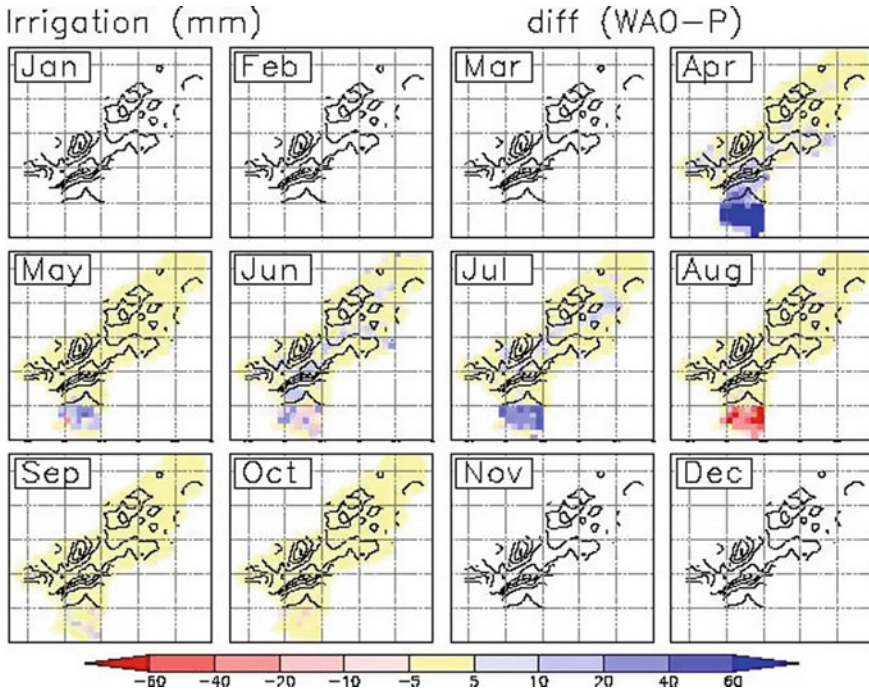 Irrigation (mm) diff (WAO-P)
Jan Feb Mar Apr
May Jun Jul Aug
Sep Oct Nov Dec
-60 -40 -20 -10 -5 5 10 20 40 60